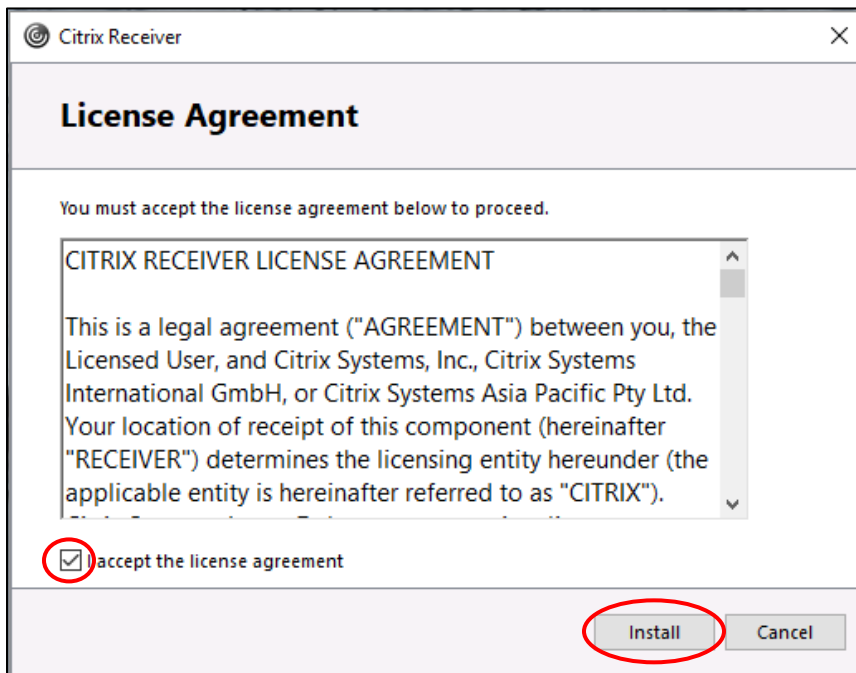 Citrix Receiver
License Agreement
You must accept the license agreement below to proceed.
CITRIX RECEIVER LICENSE AGREEMENT
This is a legal agreement ("AGREEMENT") between you, the
Licensed User, and Citrix Systems, Inc., Citrix Systems
International GmbH, or Citrix Systems Asia Pacific Pty Ltd.
Your location of receipt of this component (hereinafter
"RECEIVER") determines the licensing entity hereunder (the
applicable entity is hereinafter referred to as "CITRIX").
I accept the license agreement
Install Cancel